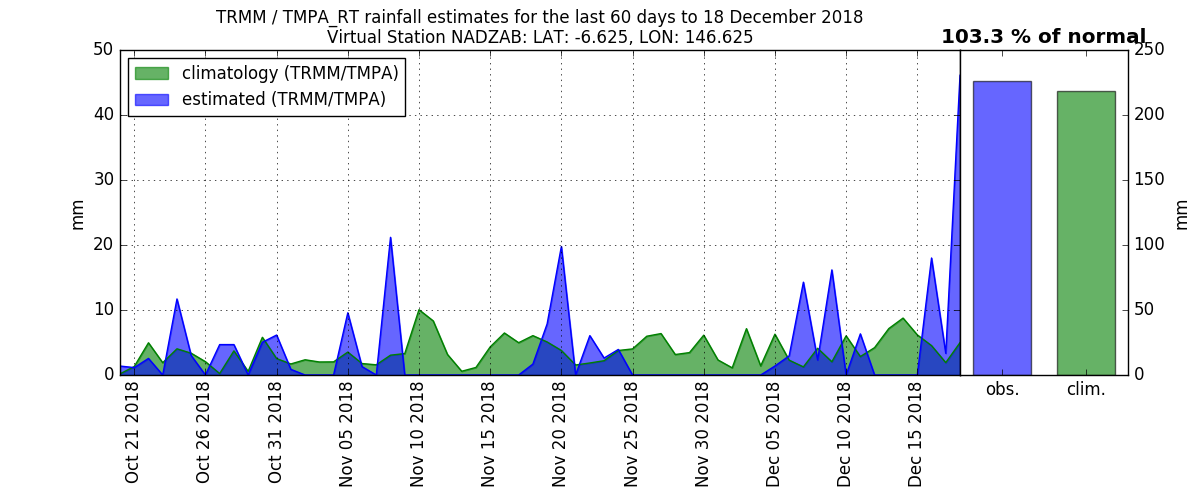 TRMM / TMPA_RT rainfall estimates for the last 60 days to 18 December 2018
Virtual Station NADZAB: LAT: -6.625, LON: 146.625
103.3 % of normal
climatology (TRMM/TMPA)
estimated (TRMM/TMPA)
50
40
30
20
10
0
mm
250
200
150
100
50
0
mm
Oct 21 2018
Oct 26 2018
Oct 31 2018
Nov 05 2018
Nov 10 2018
Nov 15 2018
Nov 20 2018
Nov 25 2018
Nov 30 2018
Dec 05 2018
Dec 10 2018
Dec 15 2018
obs.
clim.